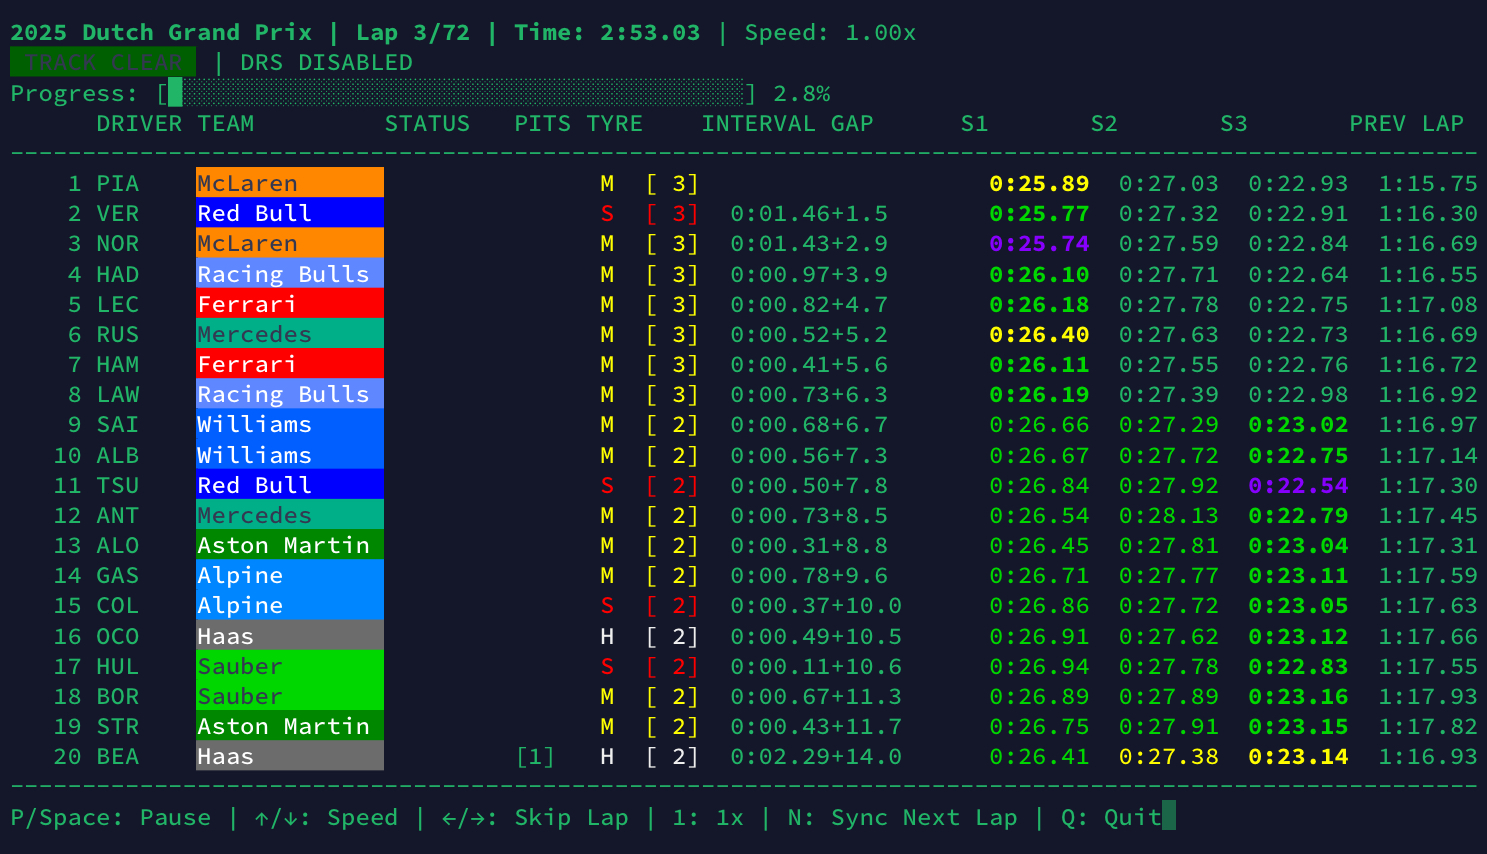 2025 Dutch Grand Prix | Lap 3/72 | Time: 2:53.03 | Speed: 1.00x
TRACK CLEAR | DRS DISABLED
Progress: [█░░░░░░░░░░░░░░░░░░░░░░░░░░░░░░░░░░░░░░░] 2.8%
DRIVER TEAM STATUS PITS TYRE INTERVAL GAP S1 S2 S3 PREV LAP
1 PIA McLaren M [ 3] 0:25.89 0:27.03 0:22.93 1:15.75
2 VER Red Bull S [ 3] 0:01.46+1.5 0:25.77 0:27.32 0:22.91 1:16.30
3 NOR McLaren M [ 3] 0:01.43+2.9 0:25.74 0:27.59 0:22.84 1:16.69
4 HAD Racing Bulls M [ 3] 0:00.97+3.9 0:26.10 0:27.71 0:22.64 1:16.55
5 LEC Ferrari M [ 3] 0:00.82+4.7 0:26.18 0:27.78 0:22.75 1:17.08
6 RUS Mercedes M [ 3] 0:00.52+5.2 0:26.40 0:27.63 0:22.73 1:16.69
7 HAM Ferrari M [ 3] 0:00.41+5.6 0:26.11 0:27.55 0:22.76 1:16.72
8 LAW Racing Bulls M [ 3] 0:00.73+6.3 0:26.19 0:27.39 0:22.98 1:16.92
9 SAI Williams M [ 2] 0:00.68+6.7 0:26.66 0:27.29 0:23.02 1:16.97
10 ALB Williams M [ 2] 0:00.56+7.3 0:26.67 0:27.72 0:22.75 1:17.14
11 TSU Red Bull S [ 2] 0:00.50+7.8 0:26.84 0:27.92 0:22.54 1:17.30
12 ANT Mercedes M [ 2] 0:00.73+8.5 0:26.54 0:28.13 0:22.79 1:17.45
13 ALO Aston Martin M [ 2] 0:00.31+8.8 0:26.45 0:27.81 0:23.04 1:17.31
14 GAS Alpine M [ 2] 0:00.78+9.6 0:26.71 0:27.77 0:23.11 1:17.59
15 COL Alpine S [ 2] 0:00.37+10.0 0:26.86 0:27.72 0:23.05 1:17.63
16 OCO Haas H [ 2] 0:00.49+10.5 0:26.91 0:27.62 0:23.12 1:17.66
17 HUL Sauber S [ 2] 0:00.11+10.6 0:26.94 0:27.78 0:22.83 1:17.55
18 BOR Sauber M [ 2] 0:00.67+11.3 0:26.89 0:27.89 0:23.16 1:17.93
19 STR Aston Martin M [ 2] 0:00.43+11.7 0:26.75 0:27.91 0:23.15 1:17.82
20 BEA Haas [1] H [ 2] 0:02.29+14.0 0:26.41 0:27.38 0:23.14 1:16.93
P/Space: Pause | ↑/↓: Speed | ←/→: Skip Lap | 1: 1x | N: Sync Next Lap | Q: Quit